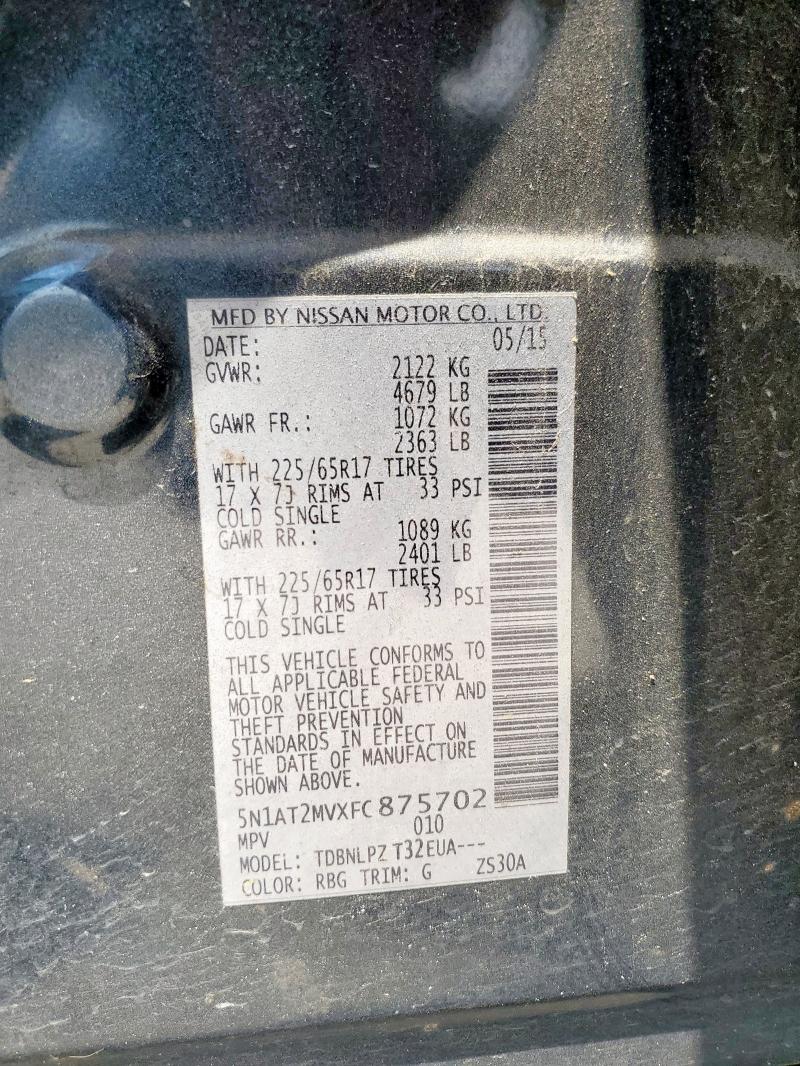 MFD BY NISSAN MOTOR CO., LTD.
DATE: 05/15
GVWR: 2122 KG
4679 LB
GAWR FR.: 1072 KG
2363 LB
WITH 225/65R17 TIRES
17 X 7J RIMS AT 33 PSI
COLD SINGLE
GAWR RR.: 1089 KG
2401 LB
WITH 225/65R17 TIRES
17 X 7J RIMS AT 33 PSI
COLD SINGLE
THIS VEHICLE CONFORMS TO
ALL APPLICABLE FEDERAL
MOTOR VEHICLE SAFETY AND
THEFT PREVENTION
STANDARDS IN EFFECT ON
THE DATE OF MANUFACTURE
SHOWN ABOVE.
5N1AT2MVXFC875702
MPV 010
MODEL: TDBNLPZ T32EUA---
COLOR: RBG TRIM: G ZS30A